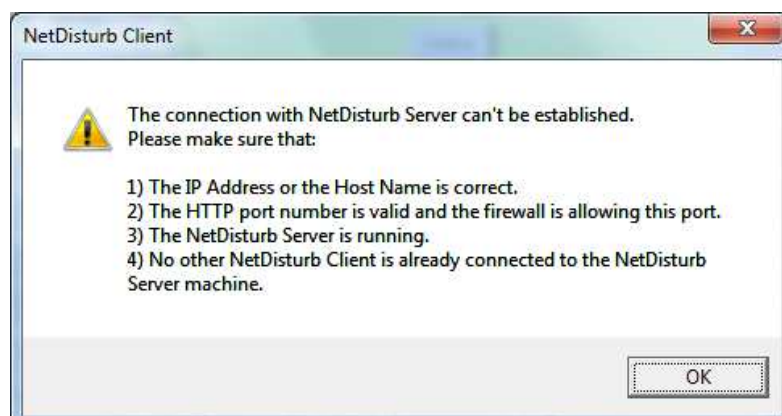 NetDisturb Client
The connection with NetDisturb Server can't be established.
Please make sure that:
1) The IP Address or the Host Name is correct.
2) The HTTP port number is valid and the firewall is allowing this port.
3) The NetDisturb Server is running.
4) No other NetDisturb Client is already connected to the NetDisturb
Server machine.
OK